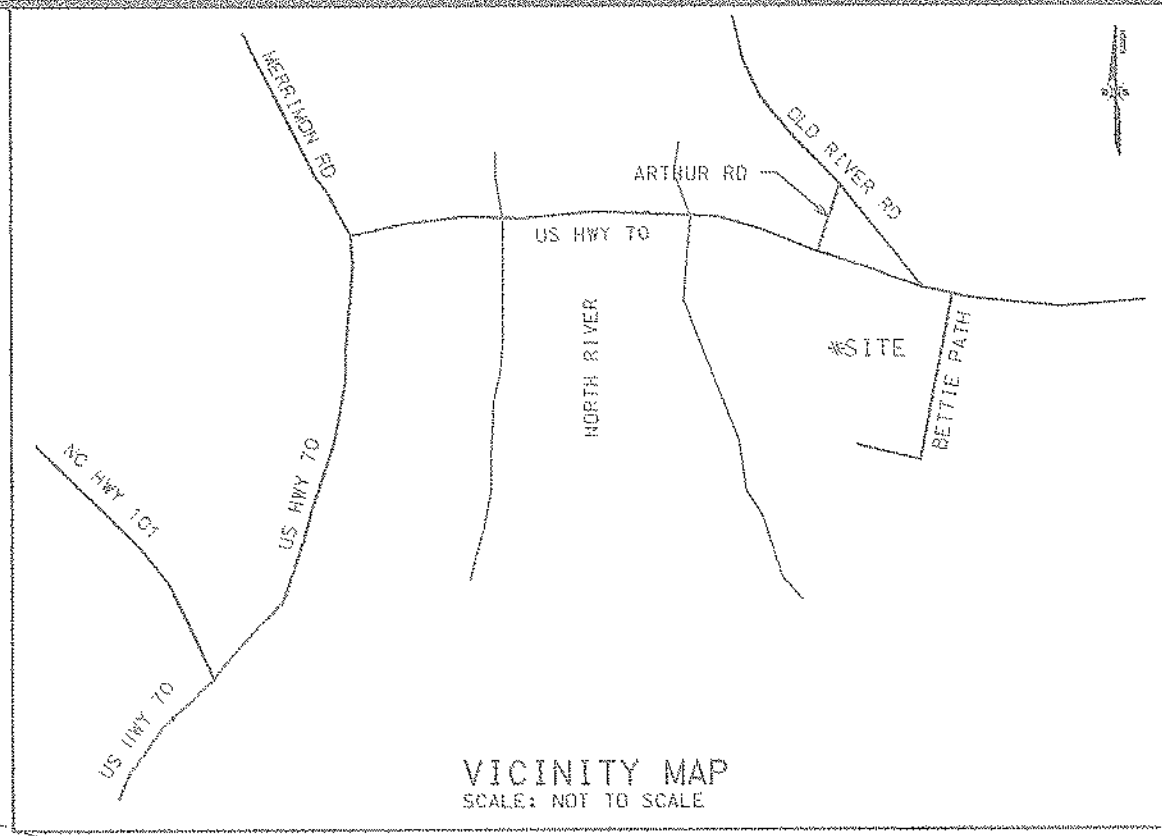 MERRIMON RD
OLD RIVER RD
ARTHUR RD
US HWY 70
NORTH RIVER
*SITE
BETTIE PATH
NC HWY 101
US HWY 70
US HWY 70
VICINITY MAP
SCALE: NOT TO SCALE